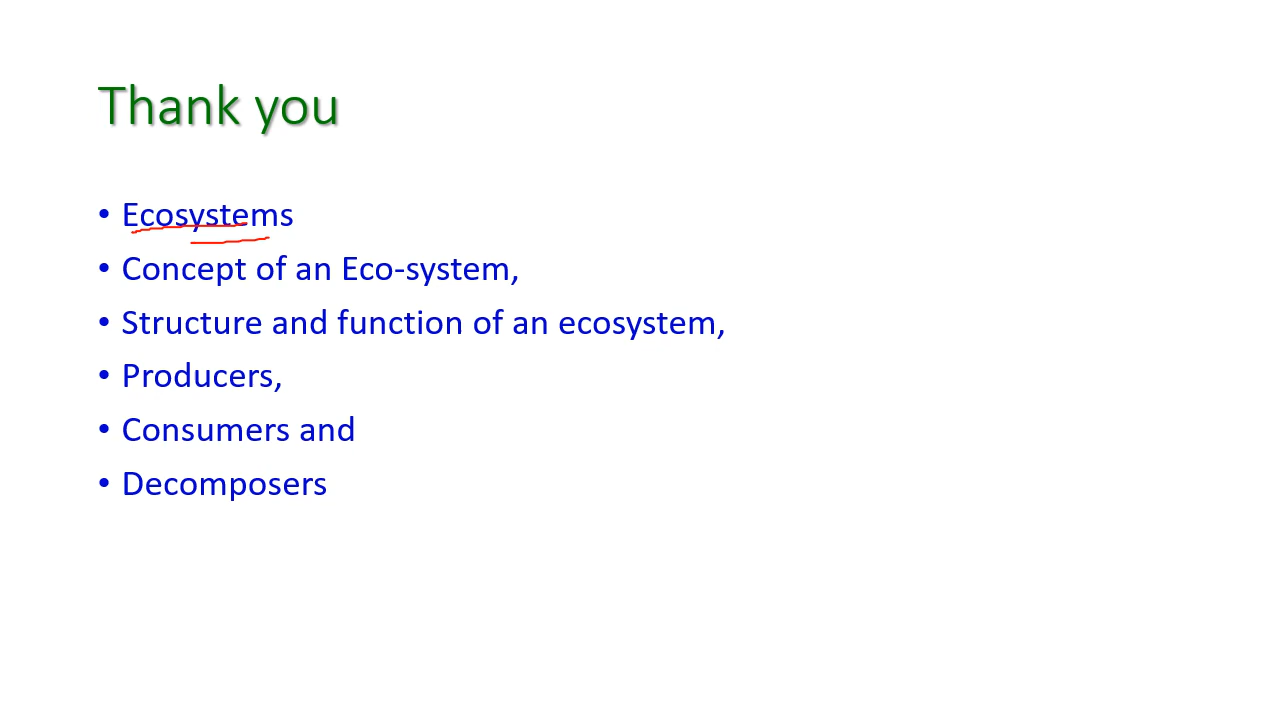 Thank you
• Ecosystems
• Concept of an Eco-system,
• Structure and function of an ecosystem,
• Producers,
• Consumers and
• Decomposers